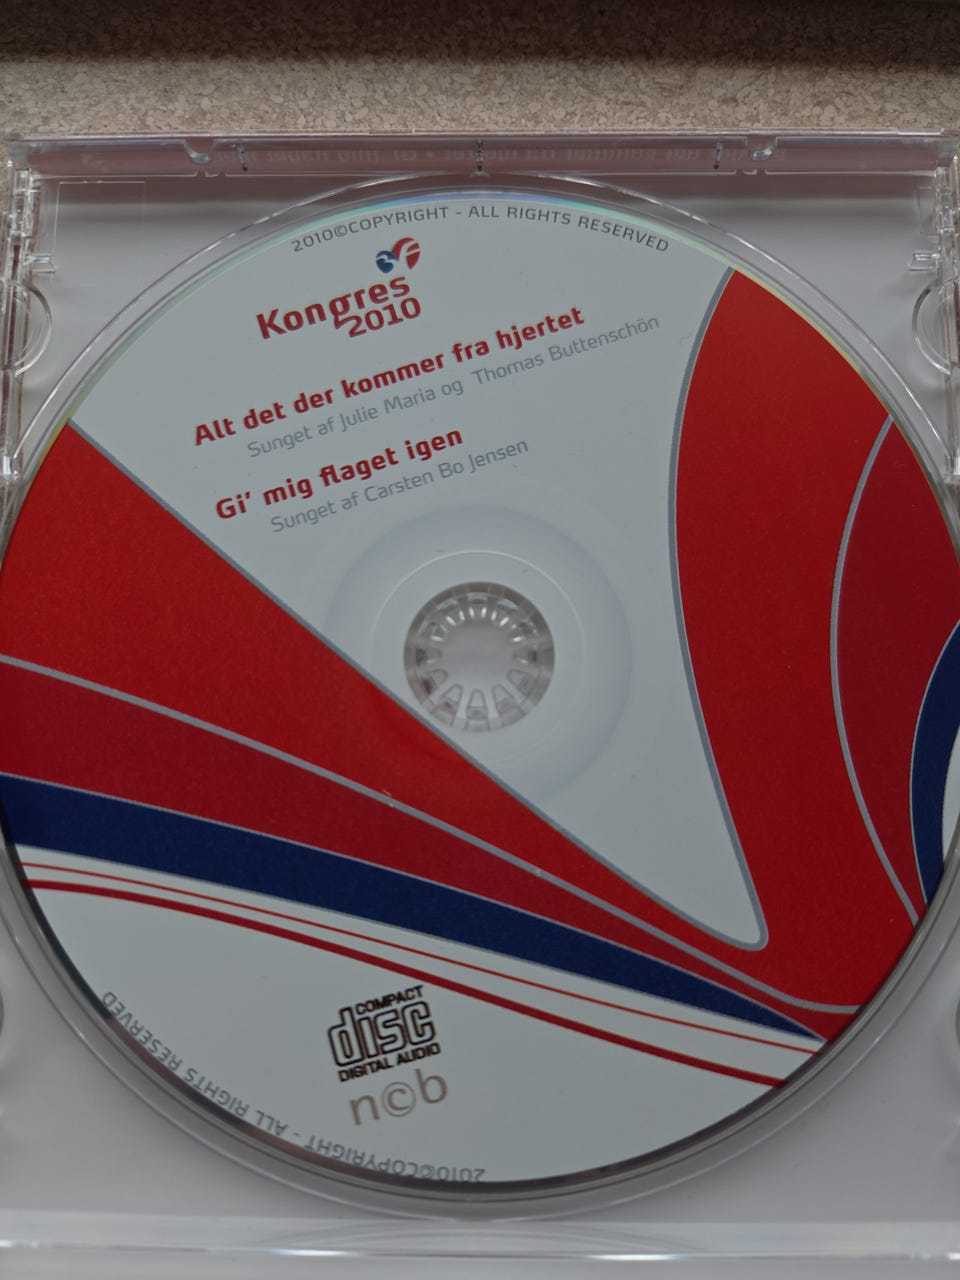 2010©COPYRIGHT - ALL RIGHTS RESERVED
3F
Kongres
2010
Alt det der kommer fra hjertet
Sunget af Julie Maria og Thomas Buttenschön
Gi' mig flaget igen
Sunget af Carsten Bo Jensen
COMPACT
disc
DIGITAL AUDIO
n©b
2010©COPYRIGHT - ALL RIGHTS RESERVED